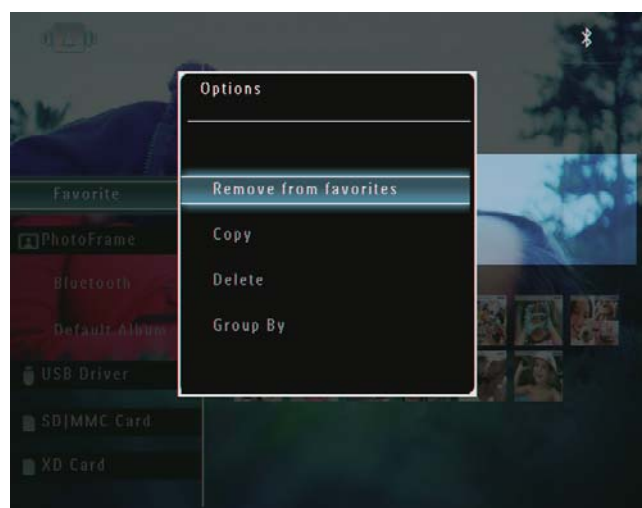 Options
Remove from favorites
Copy
Delete
Group By
Favorite
PhotoFrame
Bluetooth
Default Album
USB Driver
SD|MMC Card
XD Card